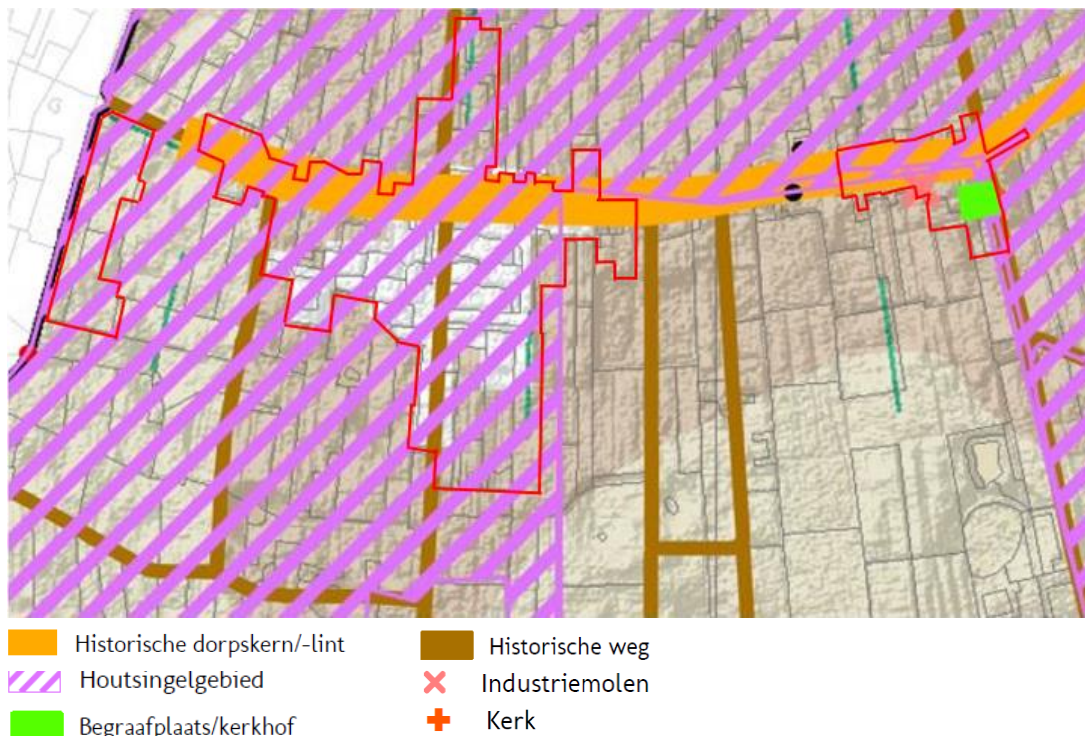 Historische dorpskern/-lint
Houtsingelgebied
Begraafplaats/kerkhof
Historische weg
Industriemolen
Kerk